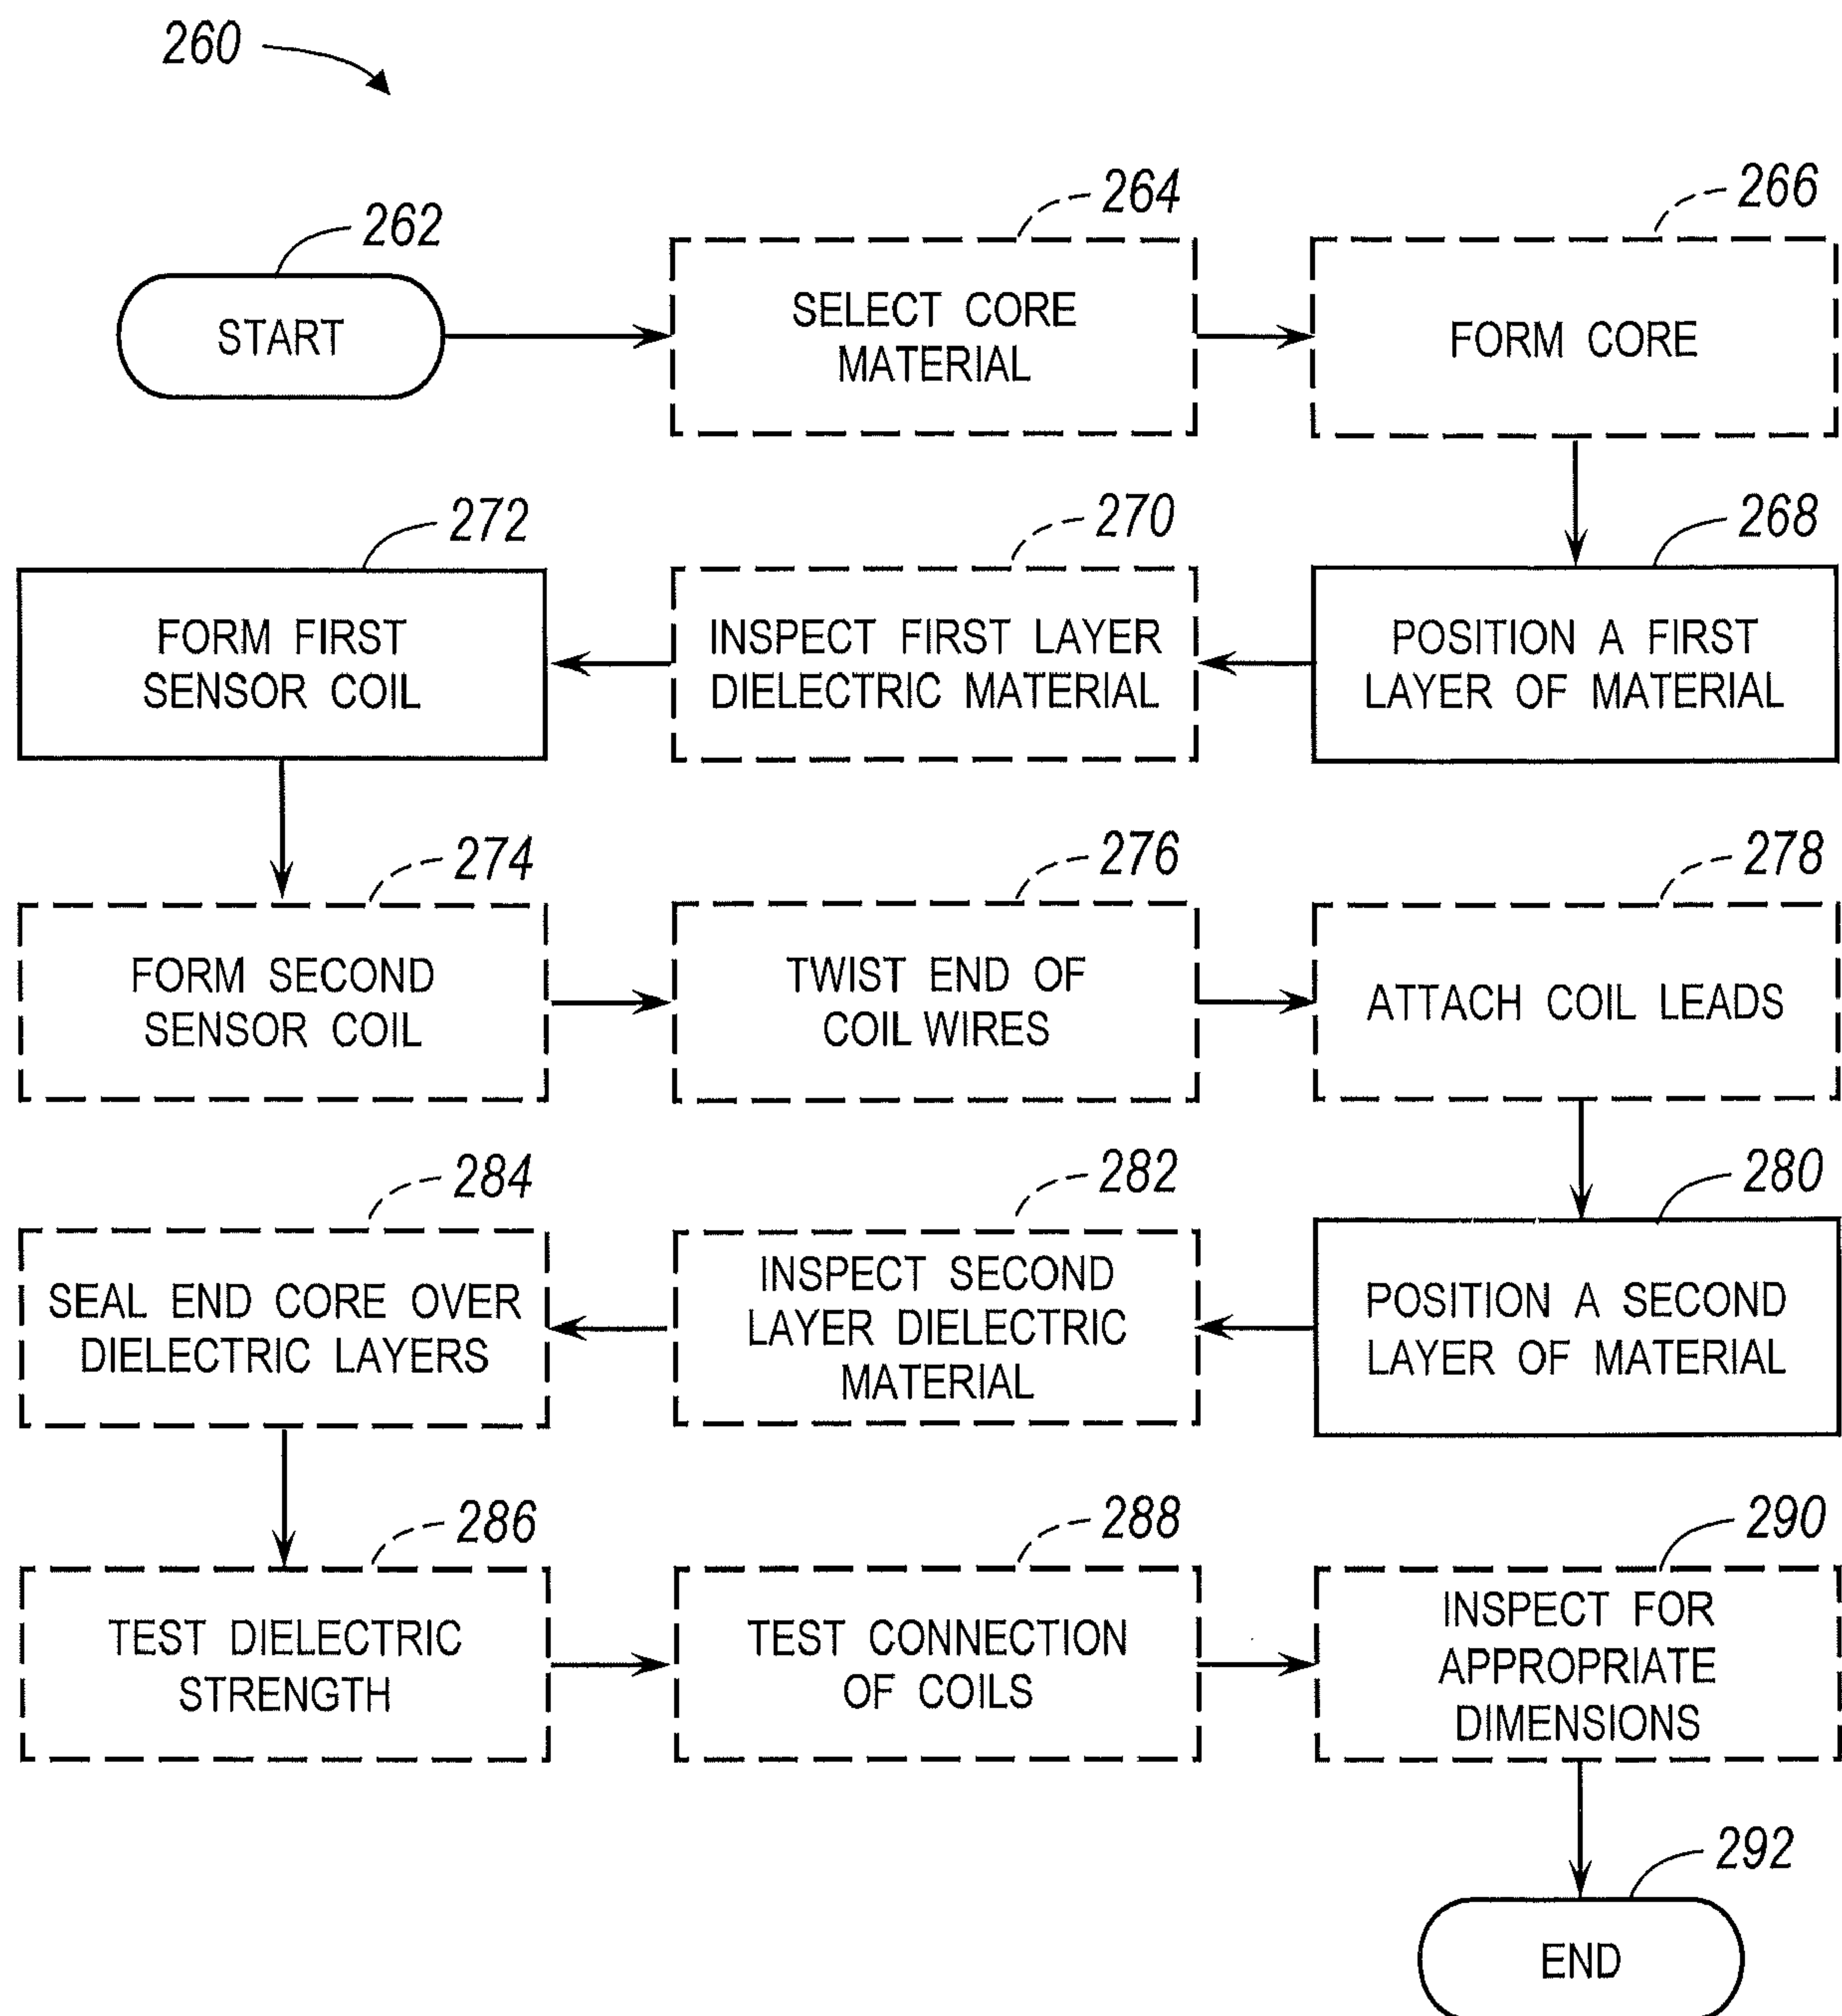 260
262
START
264
SELECT CORE
MATERIAL
266
FORM CORE
268
POSITION A FIRST
LAYER OF MATERIAL
270
INSPECT FIRST LAYER
DIELECTRIC MATERIAL
272
FORM FIRST
SENSOR COIL
274
FORM SECOND
SENSOR COIL
276
TWIST END OF
COIL WIRES
278
ATTACH COIL LEADS
280
POSITION A SECOND
LAYER OF MATERIAL
282
INSPECT SECOND
LAYER DIELECTRIC
MATERIAL
284
SEAL END CORE OVER
DIELECTRIC LAYERS
286
TEST DIELECTRIC
STRENGTH
288
TEST CONNECTION
OF COILS
290
INSPECT FOR
APPROPRIATE
DIMENSIONS
292
END